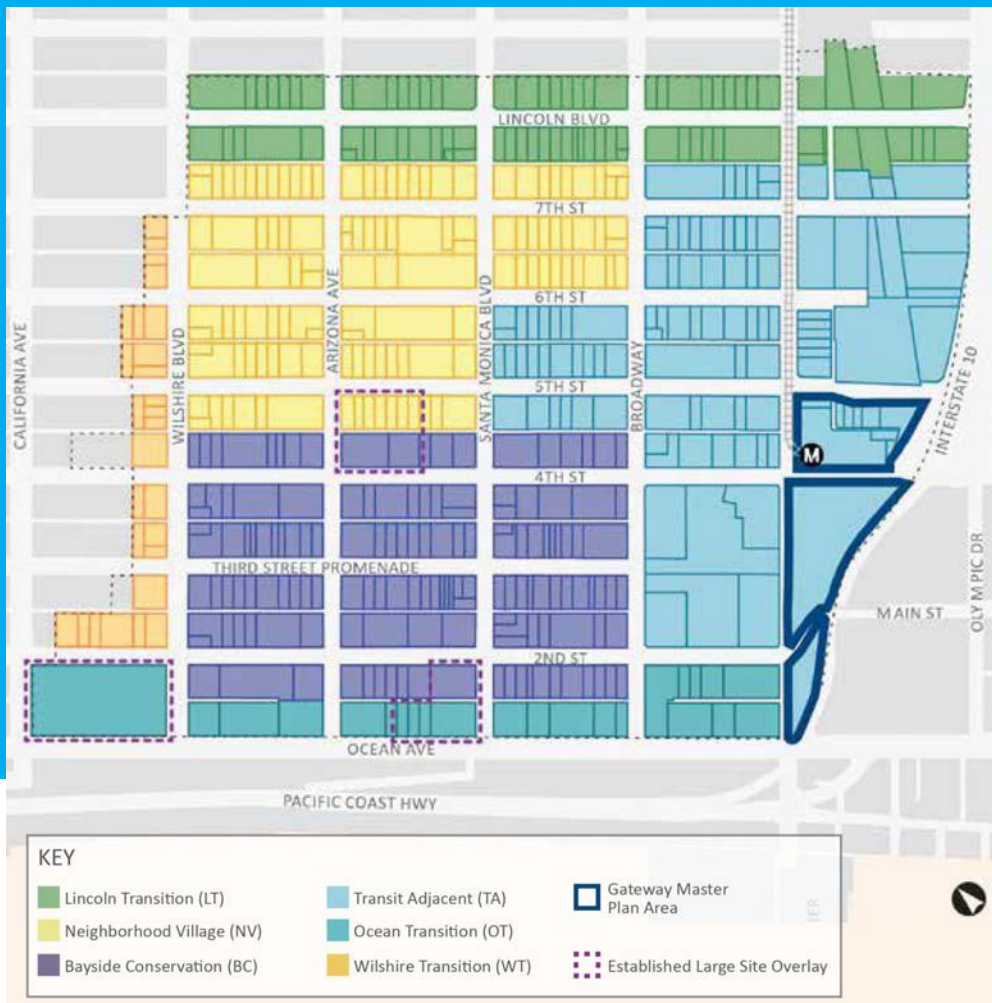 LINCOLN BLVD
7TH ST
6TH ST
5TH ST
4TH ST
THIRD STREET PROMENADE
2ND ST
OCEAN AVE
PACIFIC COAST HWY
CALIFORNIA AVE
WILSHIRE BLVD
ARIZONA AVE
SANTA MONICA BLVD
BROADWAY
INTERSTATE 10
M
MAIN ST
OLYMPIC DR
KEY
Lincoln Transition (LT)
Neighborhood Village (NV)
Bayside Conservation (BC)
Transit Adjacent (TA)
Ocean Transition (OT)
Wilshire Transition (WT)
Gateway Master
Plan Area
Established Large Site Overlay